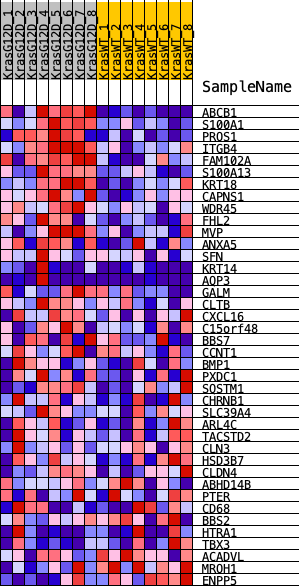 KrasG12D_1
KrasG12D_2
KrasG12D_3
KrasG12D_4
KrasG12D_5
KrasG12D_6
KrasG12D_7
KrasG12D_8
KrasWT_1
KrasWT_2
KrasWT_3
KrasWT_4
KrasWT_5
KrasWT_6
KrasWT_7
KrasWT_8
SampleName
ABCB1
S100A1
PROS1
ITGB4
FAM102A
S100A13
KRT18
CAPNS1
WDR45
FHL2
MVP
ANXA5
SFN
KRT14
AQP3
GALM
CLTB
CXCL16
C15orf48
BBS7
CCNT1
BMP1
PXDC1
SQSTM1
CHRNB1
SLC39A4
ARL4C
TACSTD2
CLN3
HSD3B7
CLDN4
ABHD14B
PTER
CD68
BBS2
HTRA1
TBX3
ACADVL
MROH1
ENPP5